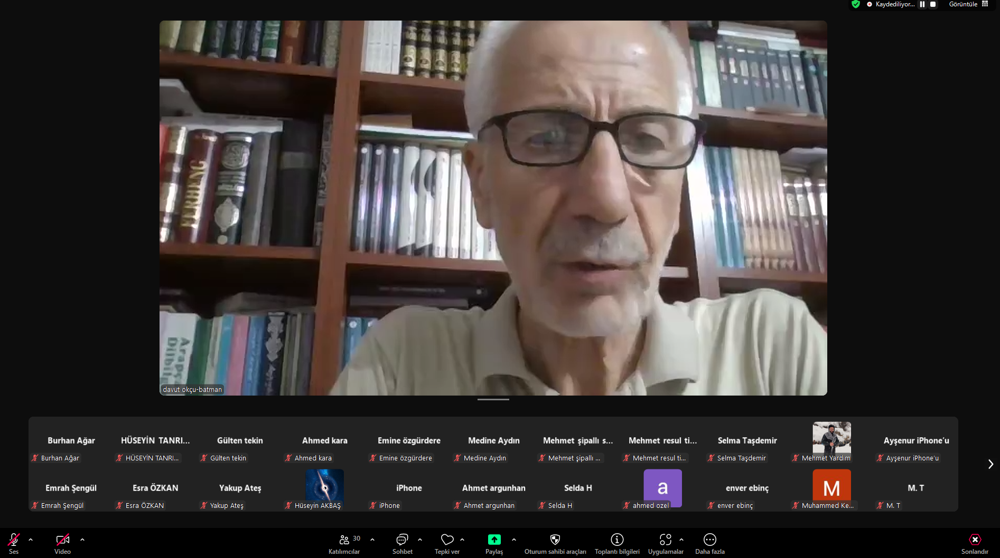 Kaydediliyor...
Görüntüle
FERHENG
Arapça
Dilbilgi
davut okçu-batman
Burhan Ağar
HÜSEYİN TANRI...
Gülten tekin
Ahmed kara
Emine özgürdere
Medine Aydın
Mehmet şipallı s...
Mehmet resul ti...
Selma Taşdemir
Ayşenur iPhone'u
Burhan Ağar
HÜSEYİN TANRI...
Gülten tekin
Ahmed kara
Emine özgürdere
Medine Aydın
Mehmet şipallı ...
Mehmet resul ti...
Selma Taşdemir
Mehmet Yardım
Ayşenur iPhone'u
Emrah Şengül
Esra ÖZKAN
Yakup Ateş
iPhone
Ahmet argunhan
Selda H
a
enver ebinç
M
M. T
Emrah Şengül
Esra ÖZKAN
Yakup Ateş
Hüseyin AKBAŞ
iPhone
Ahmet argunhan
Selda H
ahmed ozel
enver ebinç
Muhammed Ke...
M. T
30
Ses
Video
Katılımcılar
Sohbet
Tepki ver
Paylaş
Oturum sahibi araçları
Toplantı bilgileri
Uygulamalar
Daha fazla
Sonlandır